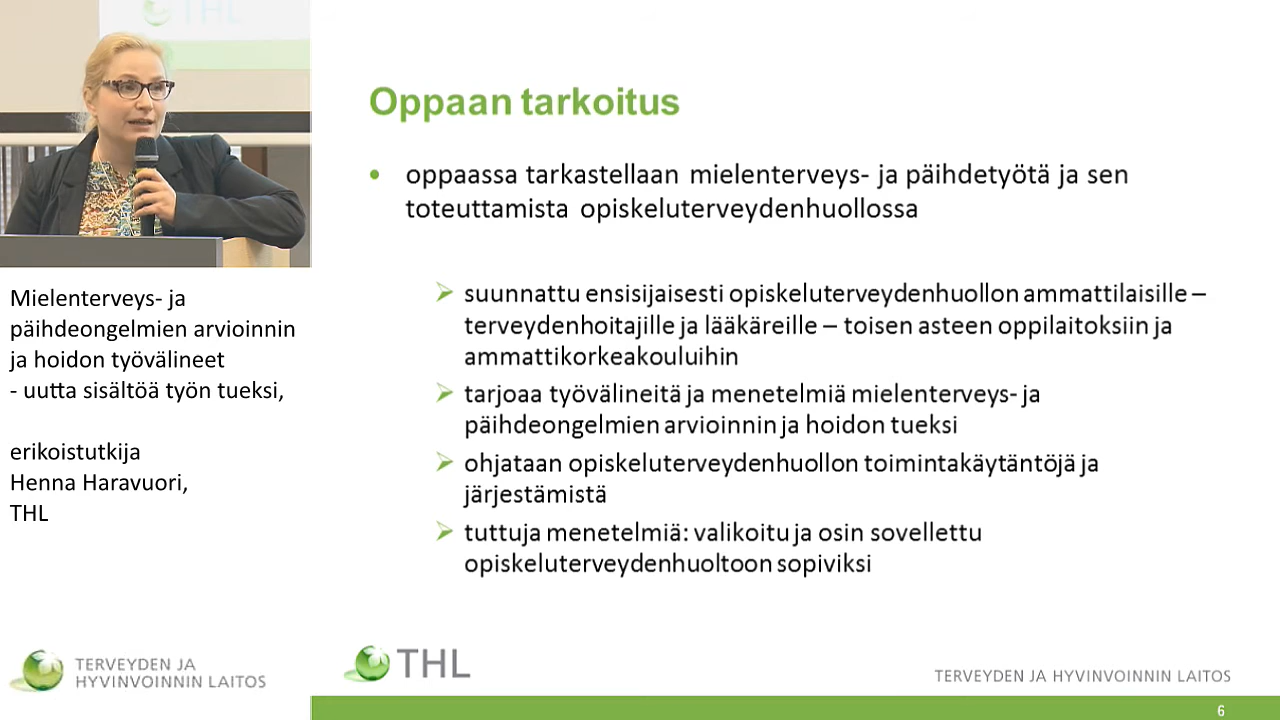 THL
Mielenterveys- ja
päihdeongelmien arvioinnin
ja hoidon työvälineet
- uutta sisältöä työn tueksi,
erikoistutkija
Henna Haravuori,
THL
TERVEYDEN JA
HYVINVOINNIN LAITOS
Oppaan tarkoitus
• oppaassa tarkastellaan mielenterveys- ja päihdetyötä ja sen
toteuttamista opiskeluterveydenhuollossa
➢ suunnattu ensisijaisesti opiskeluterveydenhuollon ammattilaisille –
terveydenhoitajille ja lääkäreille – toisen asteen oppilaitoksiin ja
ammattikorkeakouluihin
➢ tarjoaa työvälineitä ja menetelmiä mielenterveys- ja
päihdeongelmien arvioinnin ja hoidon tueksi
➢ ohjataan opiskeluterveydenhuollon toimintakäytäntöjä ja
järjestämistä
➢ tuttuja menetelmiä: valikoitu ja osin sovellettu
opiskeluterveydenhuoltoon sopiviksi
THL
TERVEYDEN JA HYVINVOINNIN LAITOS
6